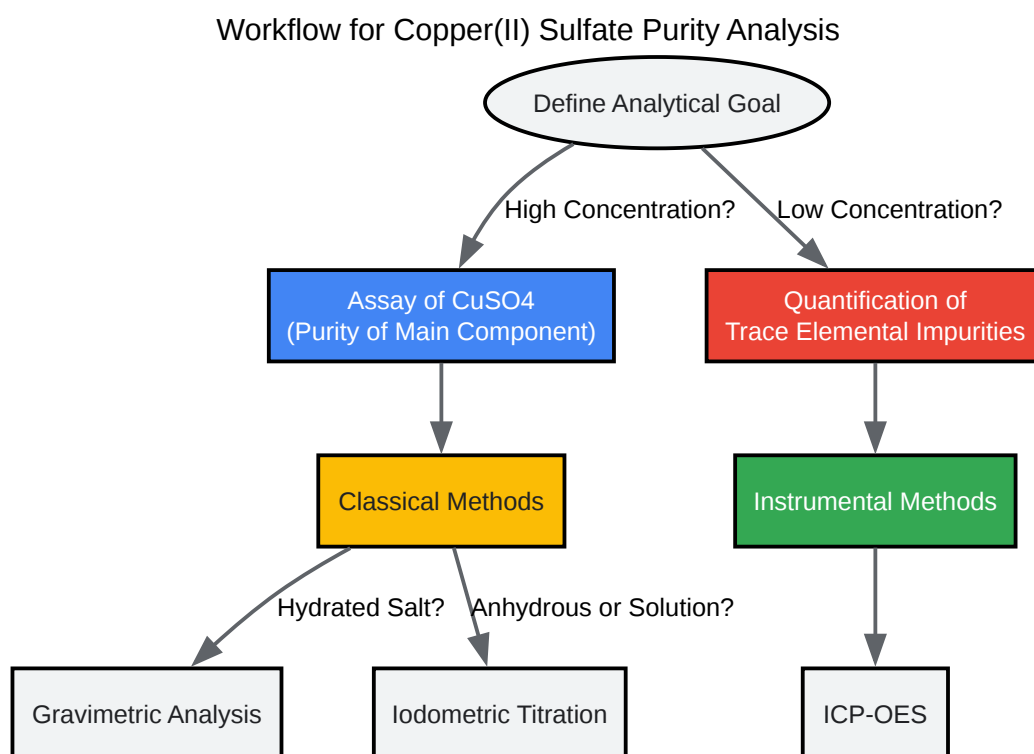 Workflow for Copper(II) Sulfate Purity Analysis
Define Analytical Goal
High Concentration?
Low Concentration?
Assay of CuSO4
(Purity of Main Component)
Quantification of
Trace Elemental Impurities
Classical Methods
Instrumental Methods
Hydrated Salt?
Anhydrous or Solution?
Gravimetric Analysis
Iodometric Titration
ICP-OES